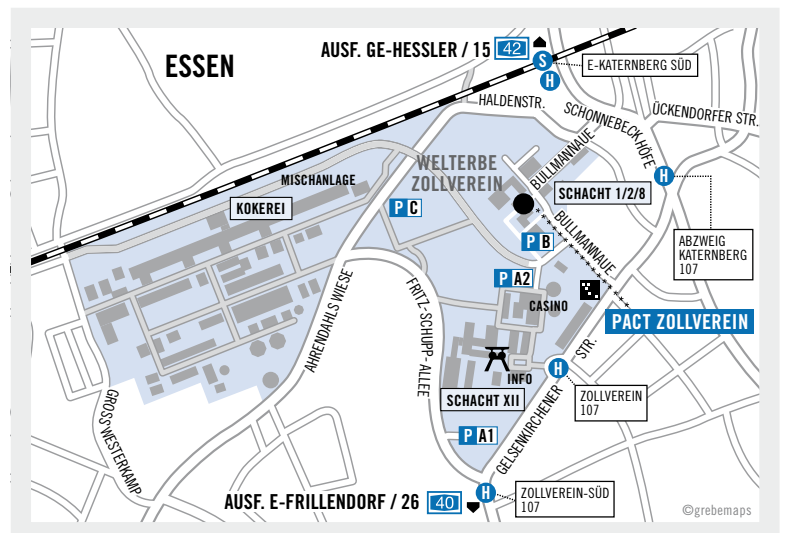 AUSF. GE-HESSLER / 15 42
ESSEN
S
E-KATERNBERG SÜD
H
HALDENSTR.
SCHONNEBECKHÖFE
ÜCKENDORFER STR.
BULLMANNAUE
WELTERBE
ZOLLVEREIN
MISCHANLAGE
H
SCHACHT 1/2/8
KOKEREI
P C
BULLMANNAUE
P B
ABZWEIG
KATERNBERG
107
P A2
CASINO
PACT ZOLLVEREIN
AHRENDAHLS WIESE
FRITZ-SCHUPP-ALLEE
STR.
INFO
H
SCHACHT XII
ZOLLVEREIN
107
GROSSWESTERKAMP
P A1
GELSENKIRCHENER
AUSF. E-FRILLENDORF / 26 40
H
ZOLLVEREIN-SÜD
107
©grebemaps